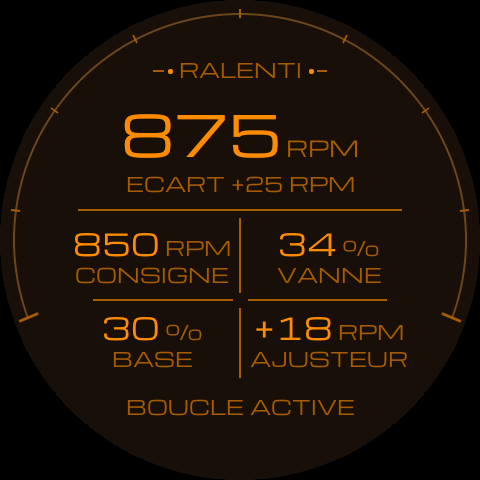 RALENTI
875 RPM
ECART +25 RPM
850 RPM 34 %
CONSIGNE VANNE
30 % +18 RPM
BASE AJUSTEUR
BOUCLE ACTIVE